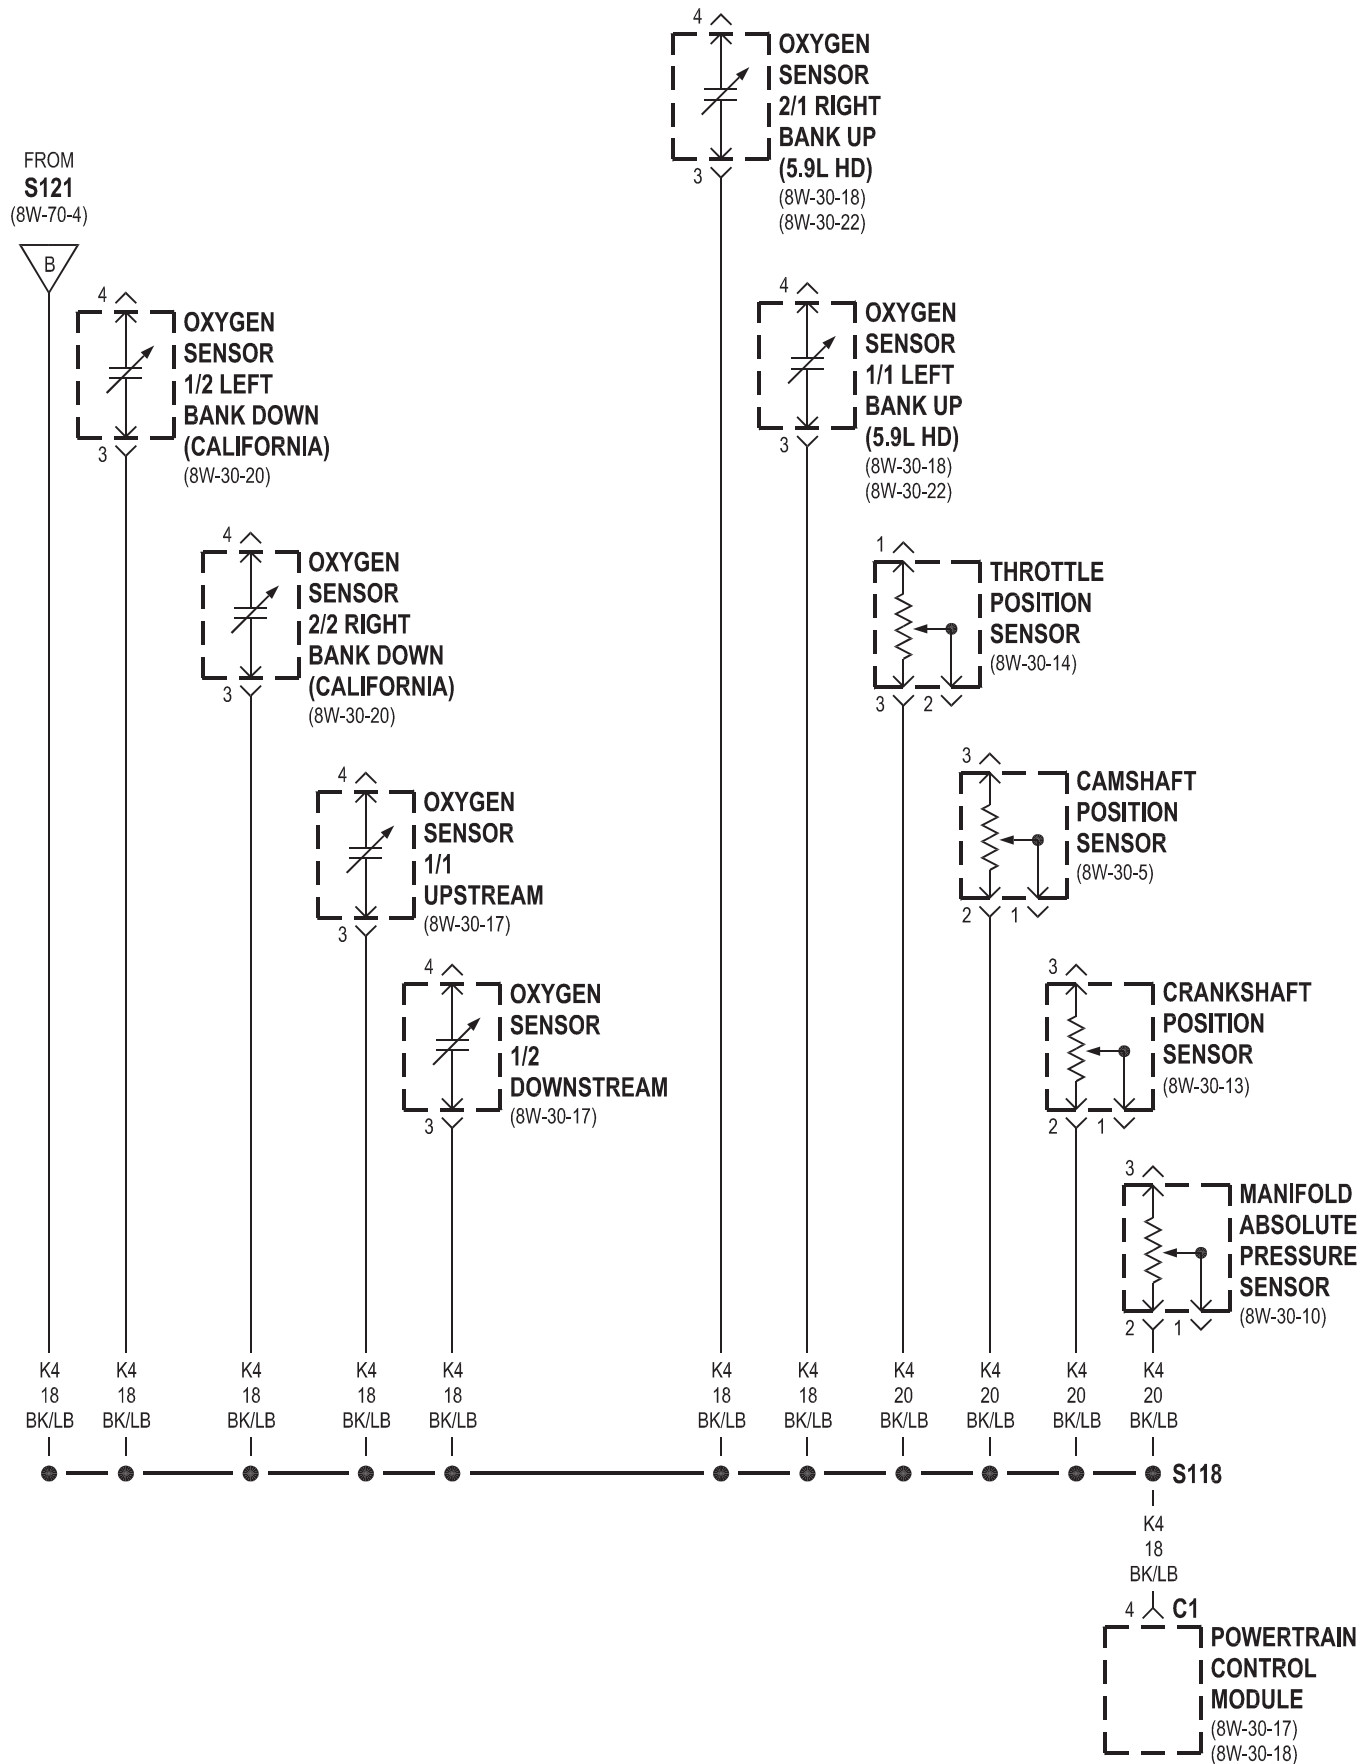 FROM
S121
(8W-70-4)
B
4
OXYGEN
SENSOR
1/2 LEFT
BANK DOWN
(CALIFORNIA)
(8W-30-20)
3
4
OXYGEN
SENSOR
2/2 RIGHT
BANK DOWN
(CALIFORNIA)
(8W-30-20)
3
4
OXYGEN
SENSOR
1/1
UPSTREAM
(8W-30-17)
3
4
OXYGEN
SENSOR
1/2
DOWNSTREAM
(8W-30-17)
3
4
OXYGEN
SENSOR
2/1 RIGHT
BANK UP
(5.9L HD)
(8W-30-18)
(8W-30-22)
3
4
OXYGEN
SENSOR
1/1 LEFT
BANK UP
(5.9L HD)
(8W-30-18)
(8W-30-22)
3
1
THROTTLE
POSITION
SENSOR
(8W-30-14)
3 2
3
CAMSHAFT
POSITION
SENSOR
(8W-30-5)
2 1
3
CRANKSHAFT
POSITION
SENSOR
(8W-30-13)
2 1
3
MANIFOLD
ABSOLUTE
PRESSURE
SENSOR
(8W-30-10)
2 1
K4 K4 K4 K4 K4 K4 K4 K4 K4 K4 K4
18 18 18 18 18 18 18 20 20 20 20
BK/LB BK/LB BK/LB BK/LB BK/LB BK/LB BK/LB BK/LB BK/LB BK/LB BK/LB
S118
K4
18
BK/LB
4 C1
POWERTRAIN
CONTROL
MODULE
(8W-30-17)
(8W-30-18)